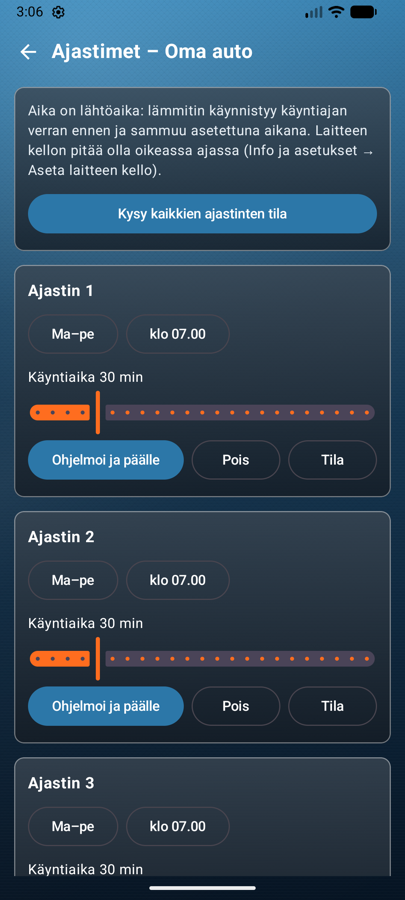 3:06
Ajastimet – Oma auto
Aika on lähtöaika: lämmitin käynnistyy käyntiajan
verran ennen ja sammuu asetettuna aikana. Laitteen
kellon pitää olla oikeassa ajassa (Info ja asetukset →
Aseta laitteen kello).
Kysy kaikkien ajastinten tila
Ajastin 1
Ma–pe klo 07.00
Käyntiaika 30 min
Ohjelmoi ja päälle Pois Tila
Ajastin 2
Ma–pe klo 07.00
Käyntiaika 30 min
Ohjelmoi ja päälle Pois Tila
Ajastin 3
Ma–pe klo 07.00
Käyntiaika 30 min